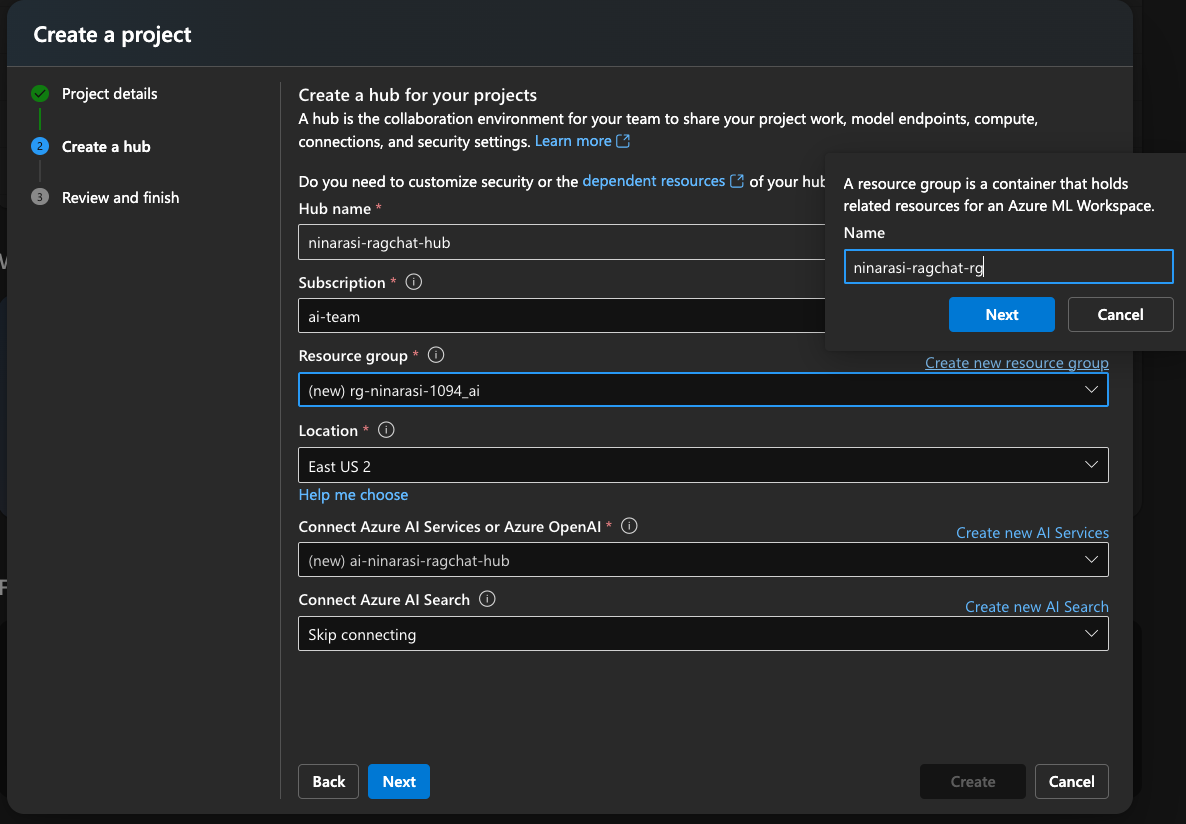 Create a project
Project details
2
Create a hub
3
Review and finish
Create a hub for your projects
A hub is the collaboration environment for your team to share your project work, model endpoints, compute,
connections, and security settings. Learn more
Do you need to customize security or the dependent resources of your hub
Hub name *
ninarasi-ragchat-hub
Subscription *
ai-team
Resource group *
Create new resource group
(new) rg-ninarasi-1094_ai
Location *
East US 2
Help me choose
Connect Azure AI Services or Azure OpenAI *
Create new AI Services
(new) ai-ninarasi-ragchat-hub
Connect Azure AI Search
Create new AI Search
Skip connecting
Back
Next
Create
Cancel
A resource group is a container that holds
related resources for an Azure ML Workspace.
Name
ninarasi-ragchat-rg
Next
Cancel